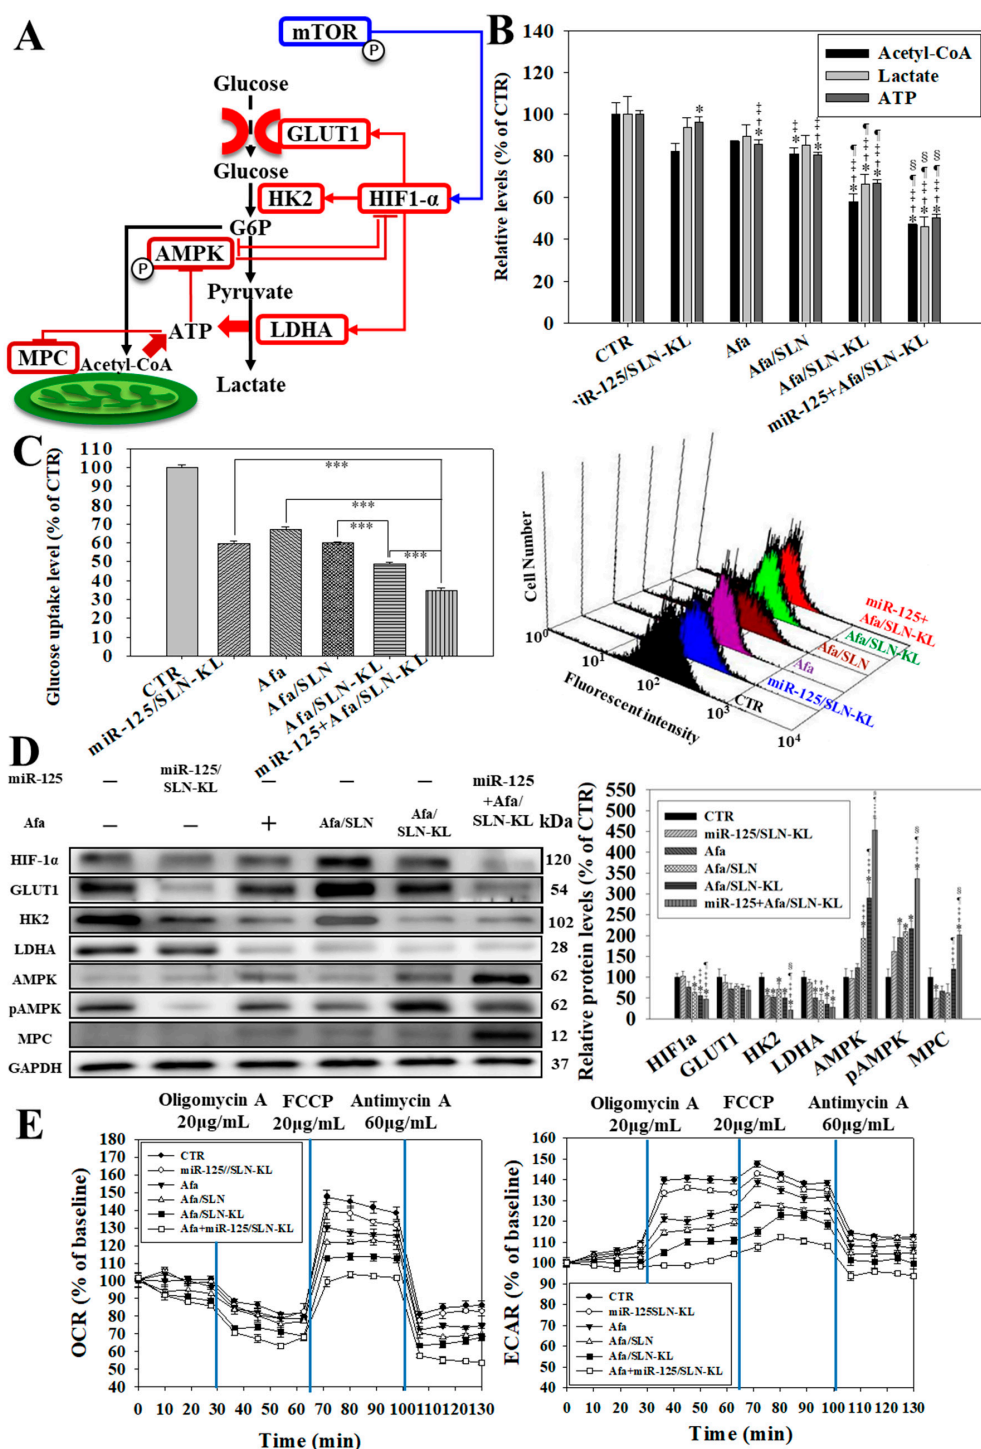 A
mTOR
P
Glucose
GLUT1
Glucose
HK2
HIF1-α
G6P
AMPK
P
Pyruvate
ATP
LDHA
MPC
Acetyl-CoA
Lactate
B
Relative levels (% of CTR)
140
120
100
80
60
40
20
0
Acetyl-CoA
Lactate
ATP
CTR
miR-125/SLN-KL
Afa
Afa/SLN
Afa/SLN-KL
miR-125+Afa/SLN-KL
C
Glucose uptake level (% of CTR)
110
100
90
80
70
60
50
40
30
20
10
0
***
***
***
***
CTR
miR-125/SLN-KL
Afa
Afa/SLN
Afa/SLN-KL
miR-125+Afa/SLN-KL
Cell Number
10^0
10^1
10^2
10^3
10^4
Fluorescent intensity
miR-125+
Afa/SLN-KL
Afa/SLN-KL
Afa/SLN
Afa
miR-125/SLN-KL
CTR
D
miR-125 – miR-125/ – – – miR-125
SLN-KL +Afa/
Afa – – + Afa/SLN Afa/ SLN-KL kDa
SLN-KL
HIF-1α 120
GLUT1 54
HK2 102
LDHA 28
AMPK 62
pAMPK 62
MPC 12
GAPDH 37
Relative protein levels (% of CTR)
550
500
450
400
350
300
250
200
150
100
50
0
CTR
miR-125/SLN-KL
Afa
Afa/SLN
Afa/SLN-KL
miR-125+Afa/SLN-KL
HIF1a
GLUT1
HK2
LDHA
AMPK
pAMPK
MPC
E
Oligomycin A FCCP Antimycin A
20µg/mL 20µg/mL 60µg/mL
OCR (% of baseline)
180
170
160
150
140
130
120
110
100
90
80
70
60
50
40
CTR
miR-125//SLN-KL
Afa
Afa/SLN
Afa/SLN-KL
Afa+miR-125/SLN-KL
0 10 20 30 40 50 60 70 80 90 100 110 120 130
Time (min)
Oligomycin A FCCP Antimycin A
20µg/mL 20µg/mL 60µg/mL
ECAR (% of baseline)
160
150
140
130
120
110
100
90
80
70
60
50
40
CTR
miR-125SLN-KL
Afa
Afa/SLN
Afa/SLN-KL
Afa+miR-125/SLN-KL
0 10 20 30 40 50 60 70 80 90 100 110 120 130
Time (min)